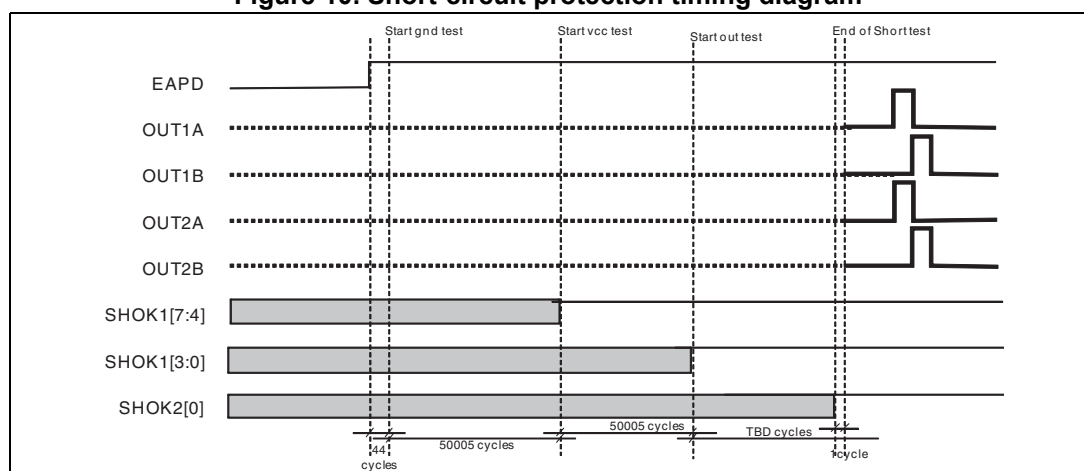 Figure 10. Short-circuit protection timing diagram
Start gnd test
Start vcc test
Start out test
End of Short test
EAPD
OUT1A
OUT1B
OUT2A
OUT2B
SHOK1[7:4]
SHOK1[3:0]
SHOK2[0]
44
cycles
50005 cycles
50005 cycles
TBD cycles
1cycle